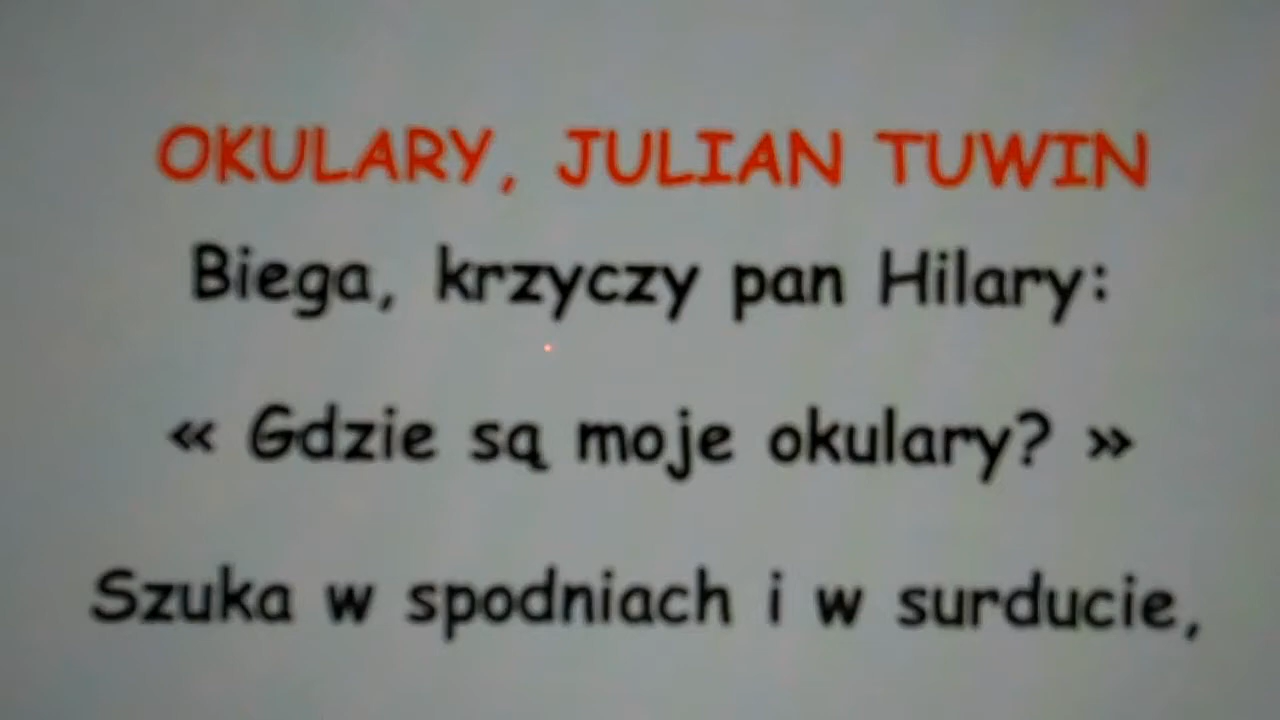 OKULARY, JULIAN TUWIN
Biega, krzyczy pan Hilary:
« Gdzie są moje okulary? »
Szuka w spodniach i w surducie,